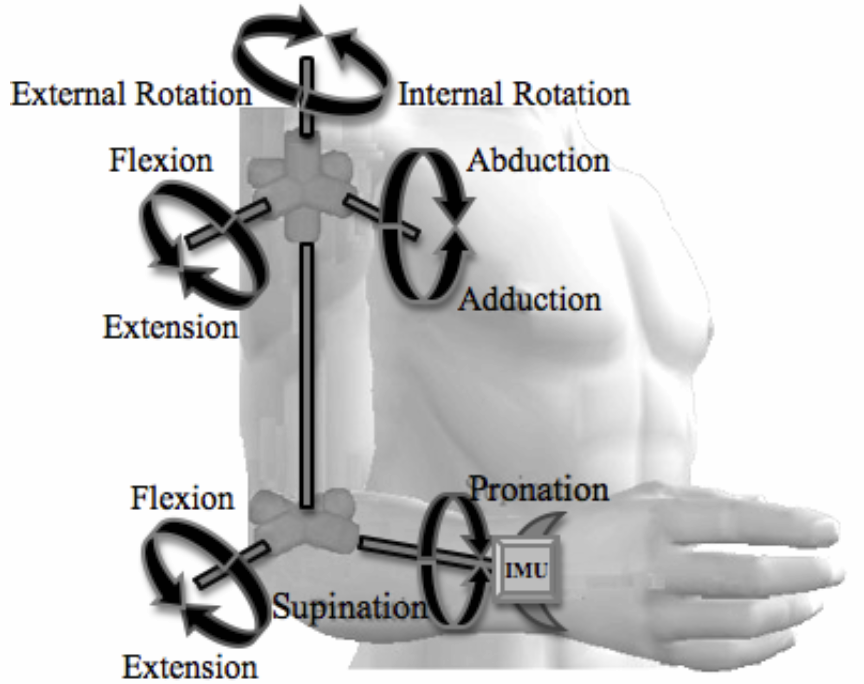 External Rotation
Internal Rotation
Flexion
Abduction
Extension
Adduction
Flexion
Pronation
IMU
Supination
Extension